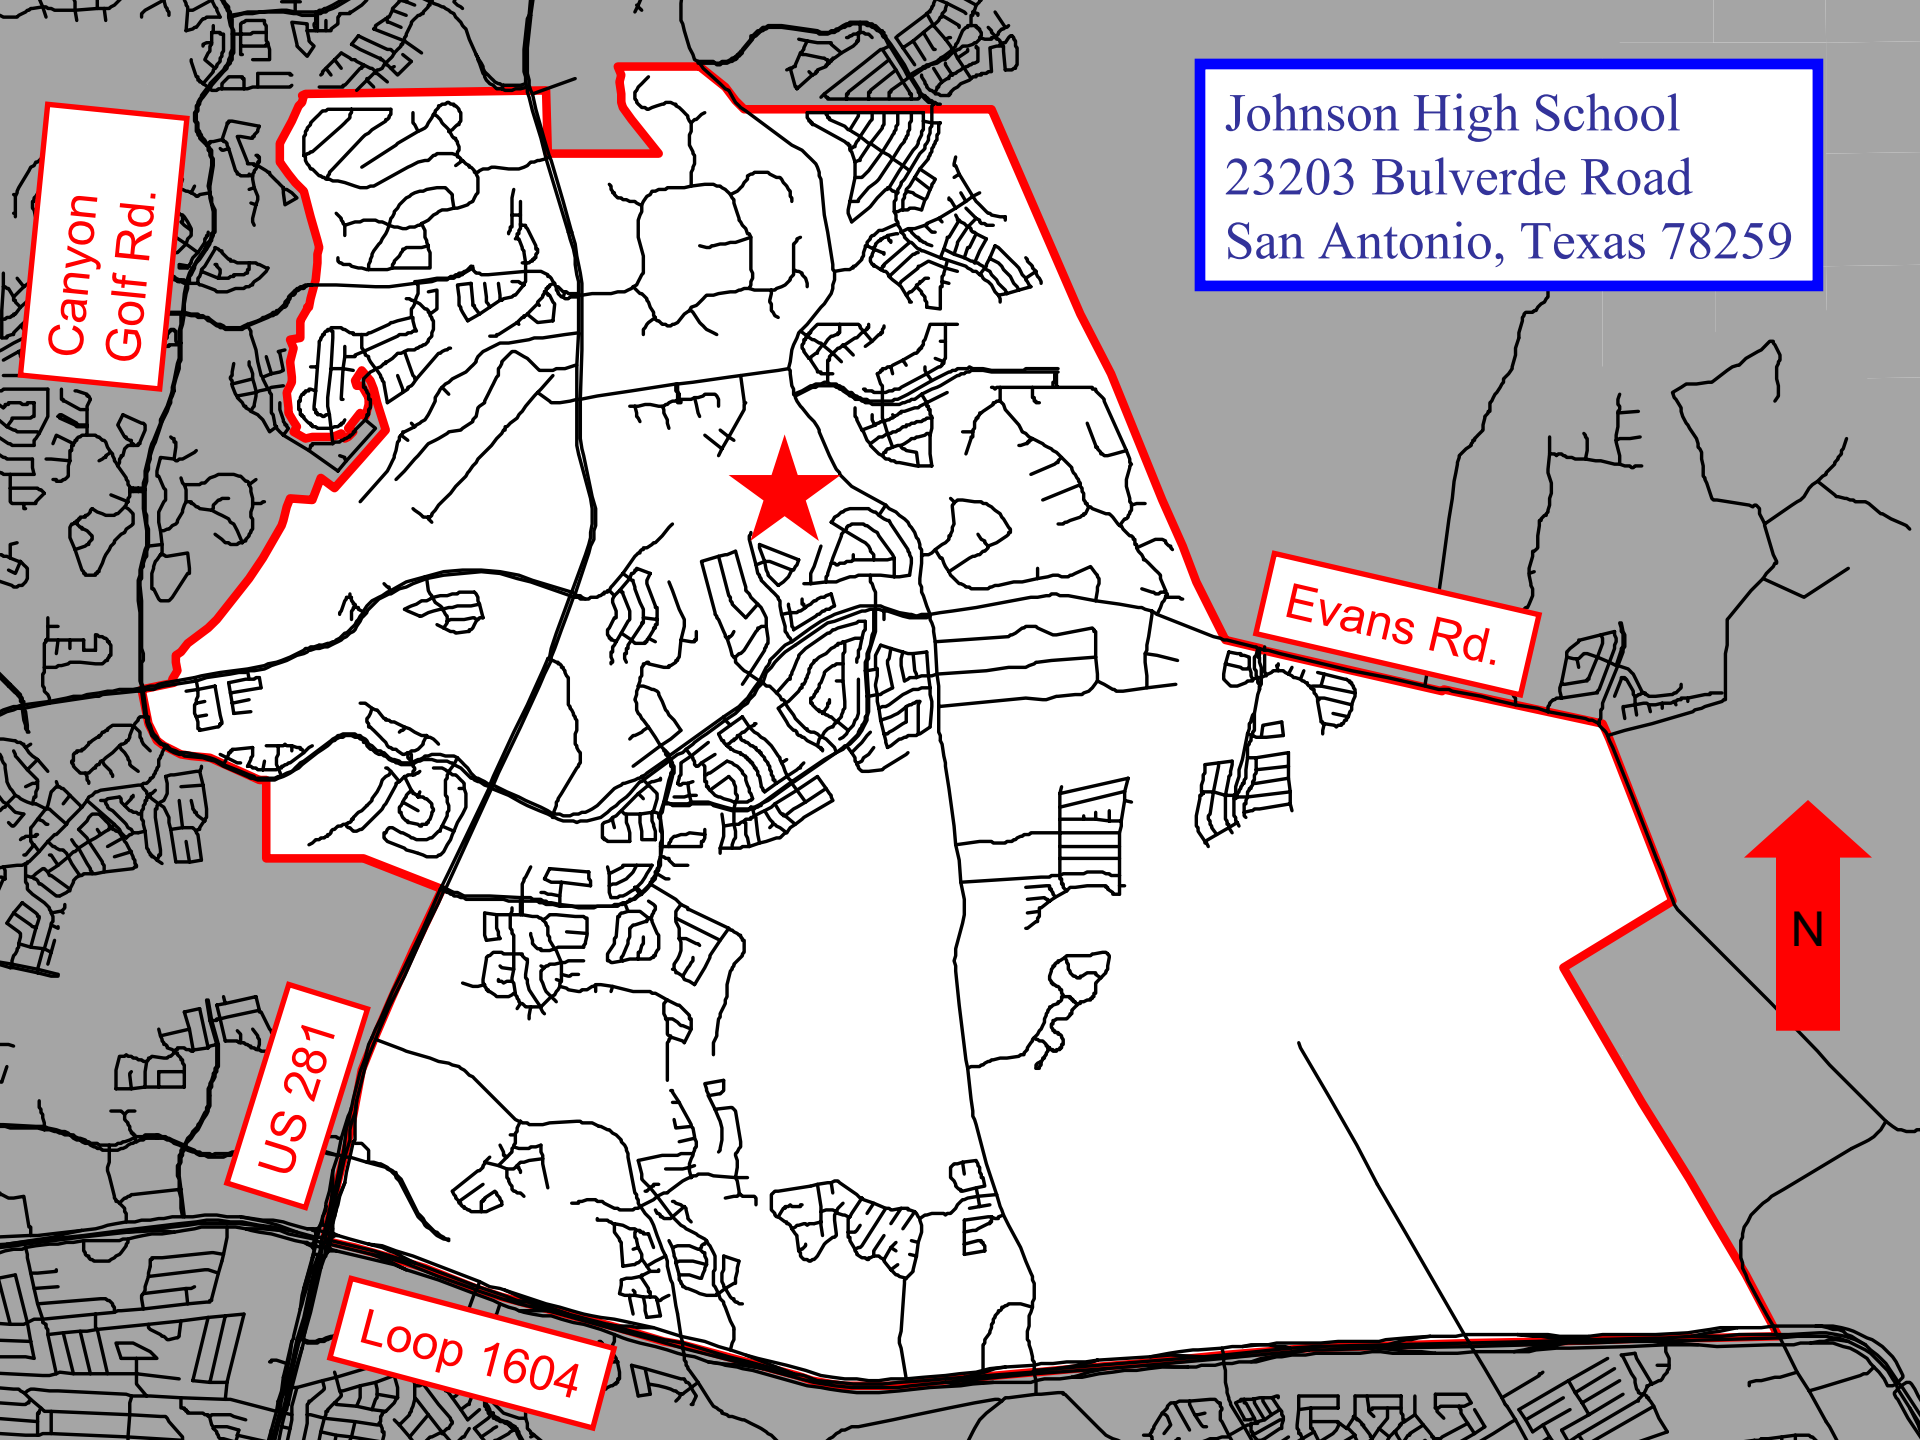 Johnson High School
23203 Bulverde Road
San Antonio, Texas 78259
Canyon
Golf Rd.
Evans Rd.
N
US 281
Loop 1604